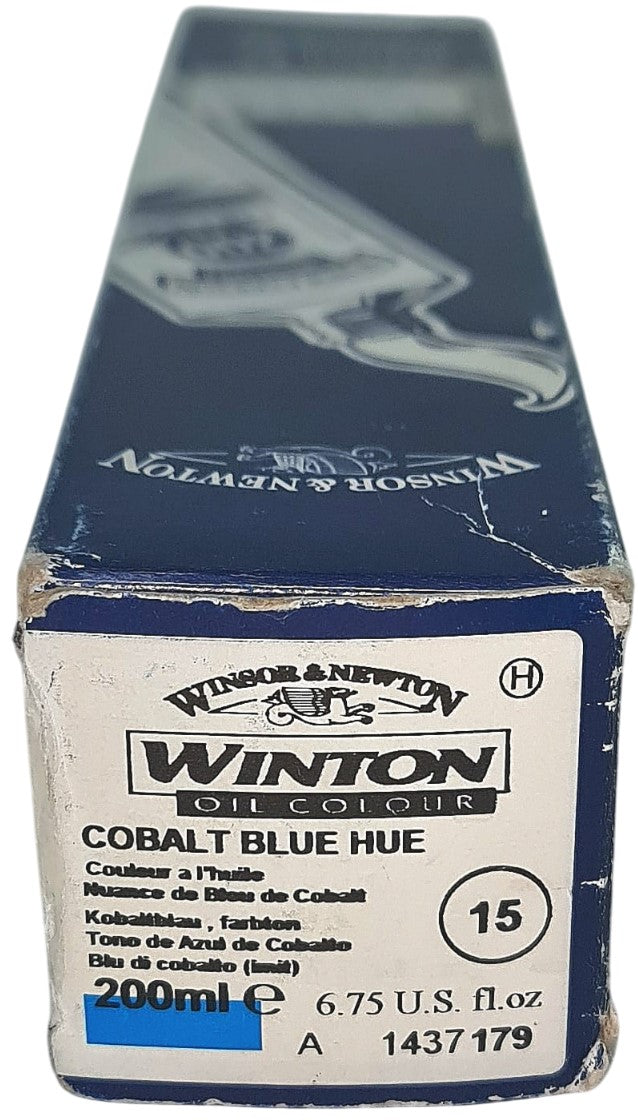 WINSOR & NEWTON
WINSOR & NEWTON
H
WINTON
OIL COLOUR
COBALT BLUE HUE
Couleur a l'huile
Nuance de Bleu de Cobalt
Kobaltblau , farbton
Tono de Azul de Cobalto
Blu di cobalto (imit)
15
200ml e 6.75 U.S. fl.oz
A 1437 179